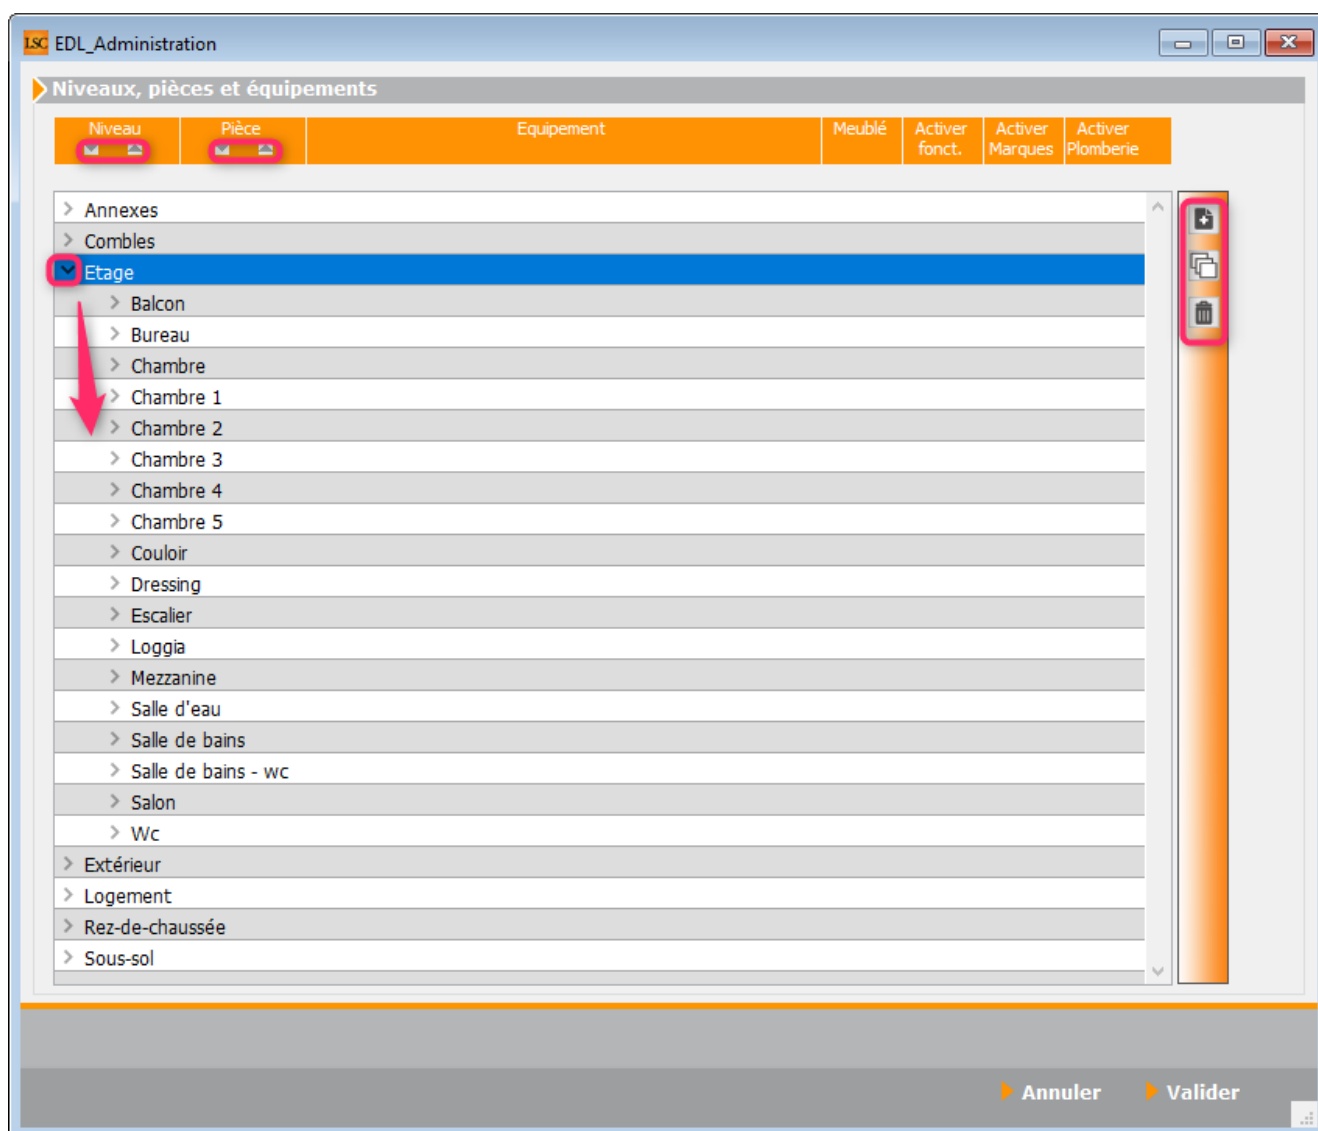 LSC EDL_Administration
Niveaux, pièces et équipements
Niveau Pièce Equipement Meublé Activer fonct. Activer Marques Activer Plomberie
Annexes
Combles
Etage
Balcon
Bureau
Chambre
Chambre 1
Chambre 2
Chambre 3
Chambre 4
Chambre 5
Couloir
Dressing
Escalier
Loggia
Mezzanine
Salle d'eau
Salle de bains
Salle de bains - wc
Salon
Wc
Extérieur
Logement
Rez-de-chaussée
Sous-sol
Annuler Valider